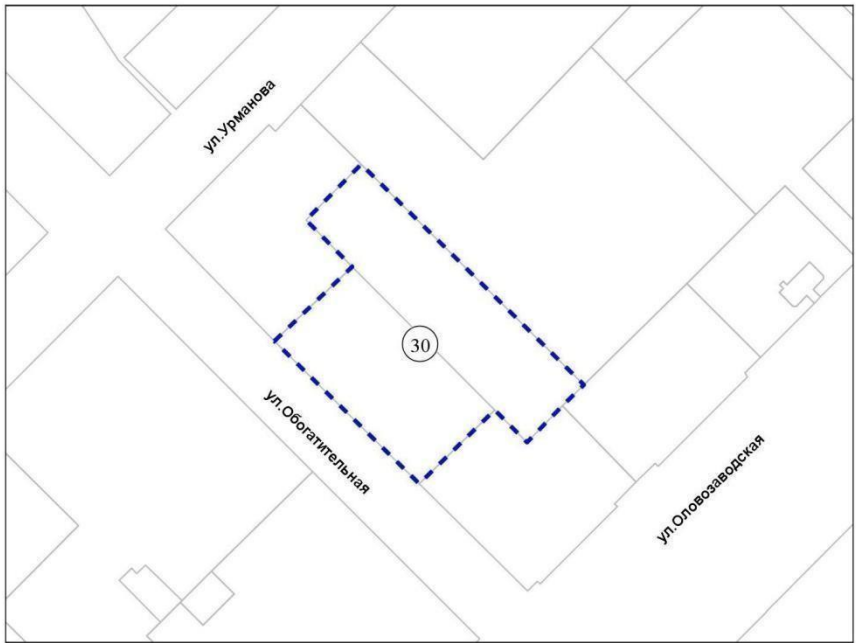 ул.Урманова
30
ул.Обогатительная
ул.Оловозаводская